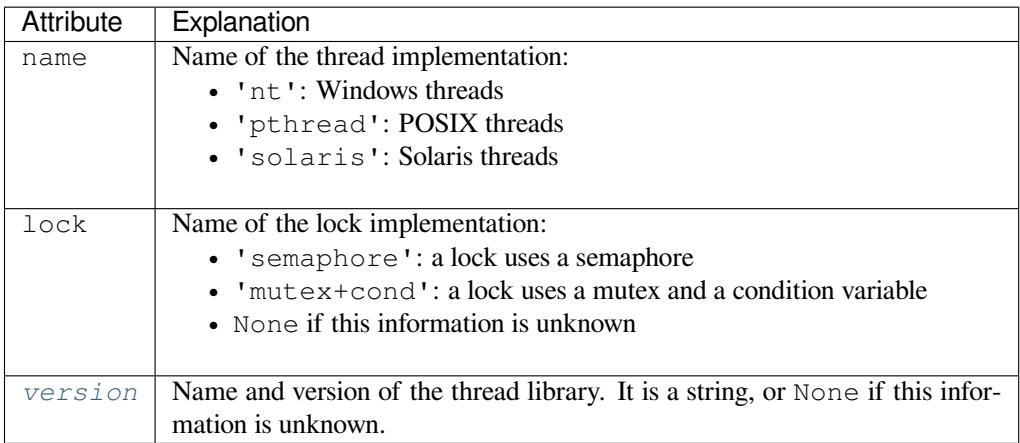 Attribute Explanation
name Name of the thread implementation:
• 'nt': Windows threads
• 'pthread': POSIX threads
• 'solaris': Solaris threads
lock Name of the lock implementation:
• 'semaphore': a lock uses a semaphore
• 'mutex+cond': a lock uses a mutex and a condition variable
• None if this information is unknown
version Name and version of the thread library. It is a string, or None if this infor-
mation is unknown.